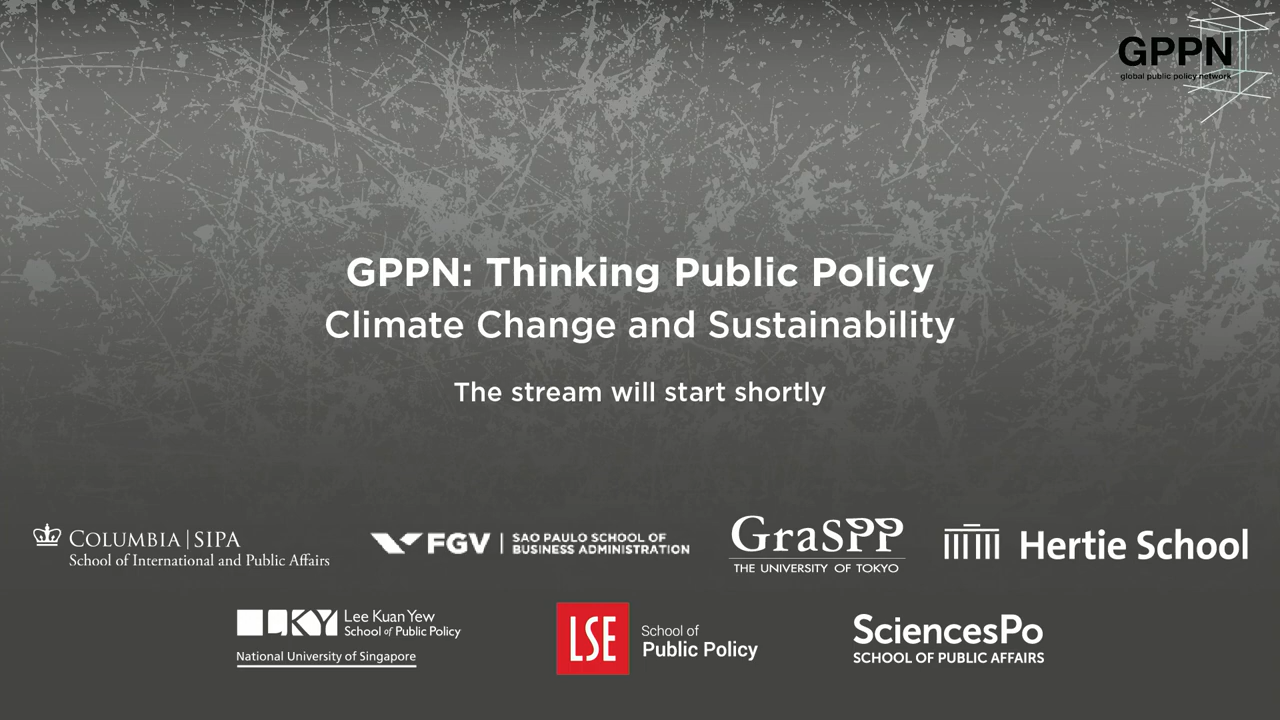 GPPN
global public policy network
GPPN: Thinking Public Policy
Climate Change and Sustainability
The stream will start shortly
COLUMBIA | SIPA
School of International and Public Affairs
FGV | SAO PAULO SCHOOL OF
BUSINESS ADMINISTRATION
GraSPP
THE UNIVERSITY OF TOKYO
Hertie School
LKY Lee Kuan Yew
School of Public Policy
National University of Singapore
LSE School of
Public Policy
SciencesPo
SCHOOL OF PUBLIC AFFAIRS